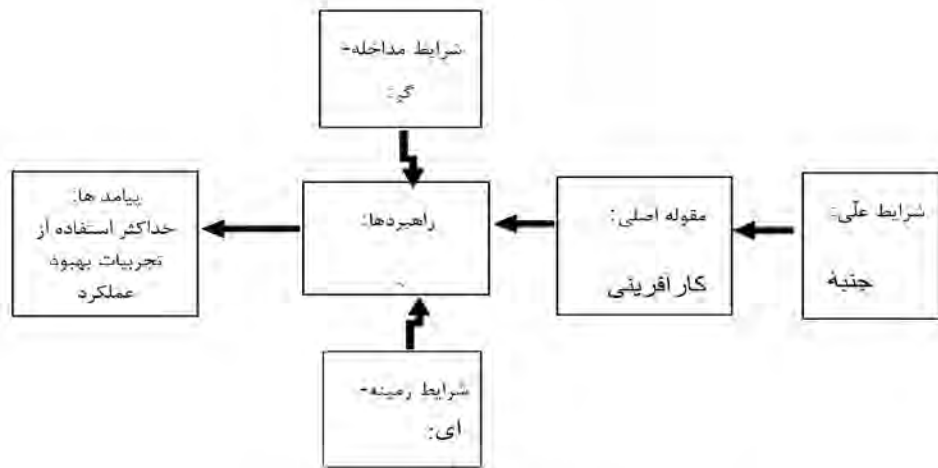 شرایط مداخله-
گر:
شرایط علّی:
جنبه
مقوله اصلی:
کارآفرینی
راهبردها:
پیامد ها:
حداکثر استفاده از
تجربیات بهبود
عملکرد
شرایط زمینه-
ای: